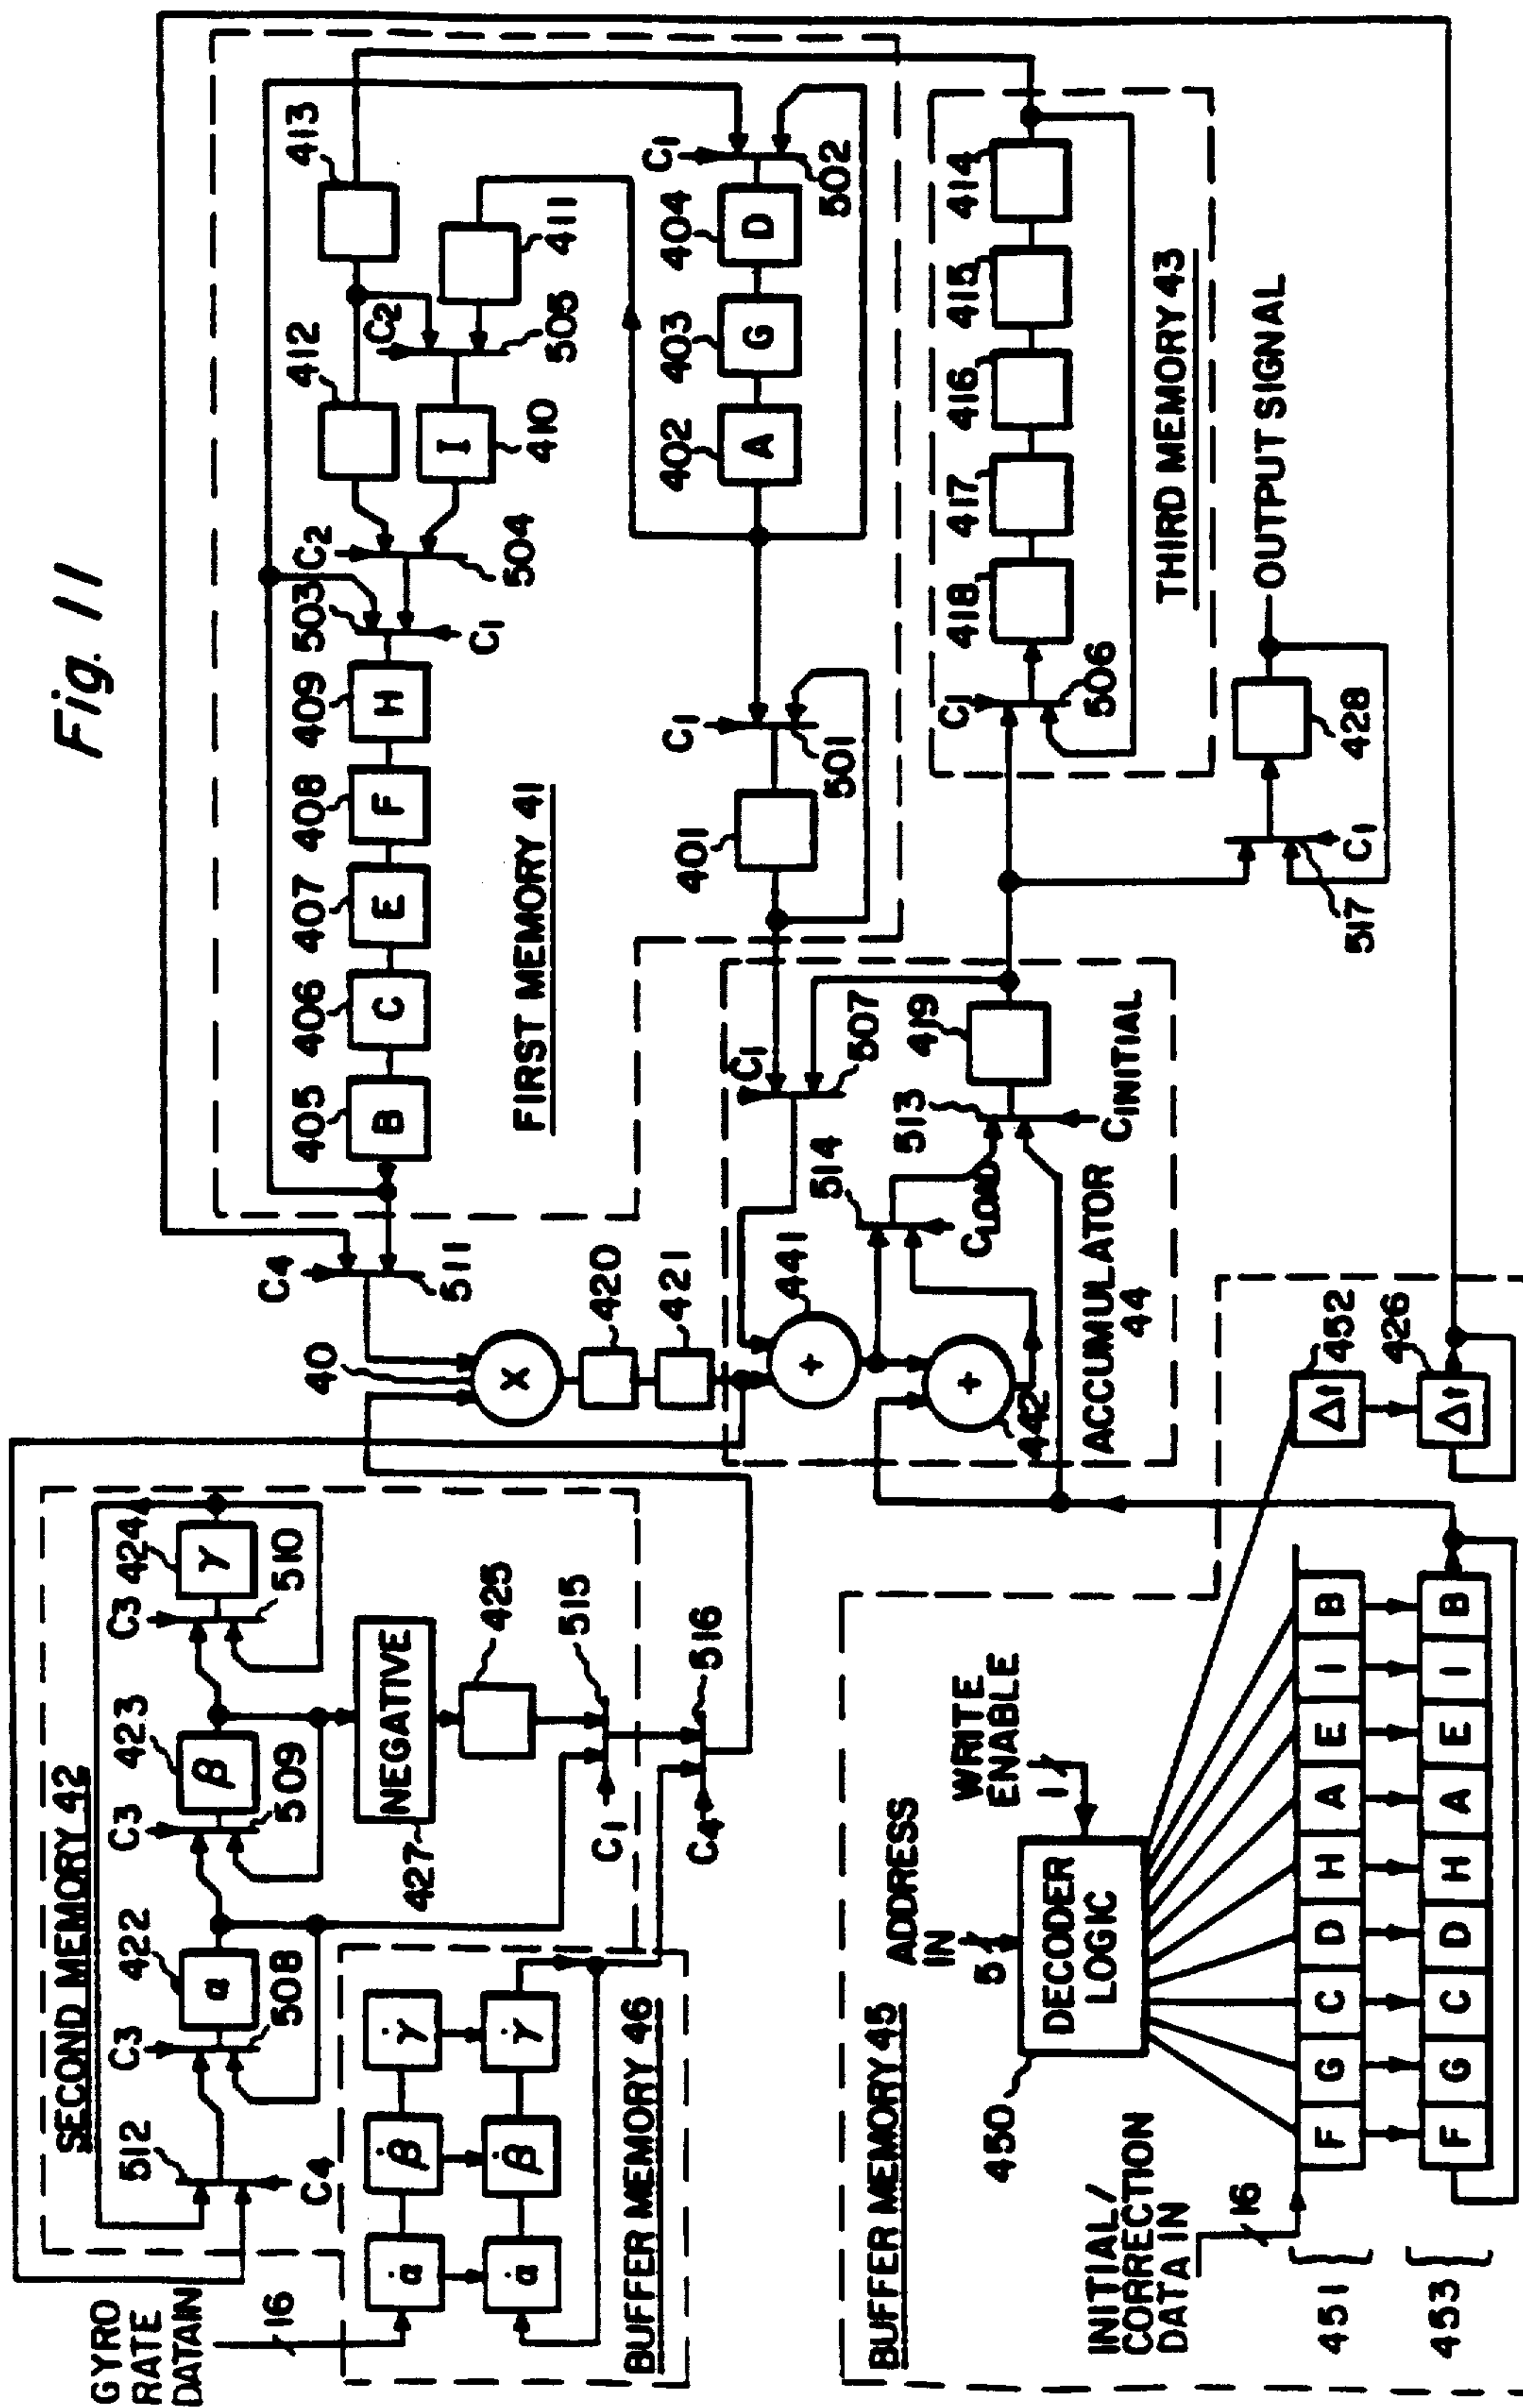 Fig. 11
GYRO
RATE
DATA IN
16
SECOND MEMORY 42
512
C4
C3
422
α
508
C3
423
β
509
C3
424
γ
510
NEGATIVE
427
425
515
C1
516
C4
α̇
β̇
γ̇
α̇
β̇
γ̇
BUFFER MEMORY 46
C4
511
40
X
420
421
FIRST MEMORY 41
405
B
406
C
407
E
408
F
409
H
503
C1
C2
504
412
413
I
410
C2
505
411
402
A
403
G
404
D
C1
502
401
C1
501
C1
507
441
+
442
+
514
CLOAD
513
CINITIAL
419
ACCUMULATOR
44
C1
506
418
417
416
415
414
THIRD MEMORY 43
517
C1
428
OUTPUT SIGNAL
BUFFER MEMORY 45
ADDRESS
IN
5
WRITE
ENABLE
1
DECODER
LOGIC
450
INITIAL/
CORRECTION
DATA IN
16
451
F G C D H A E I B
453
F G C D H A E I B
Δt
452
Δt
426